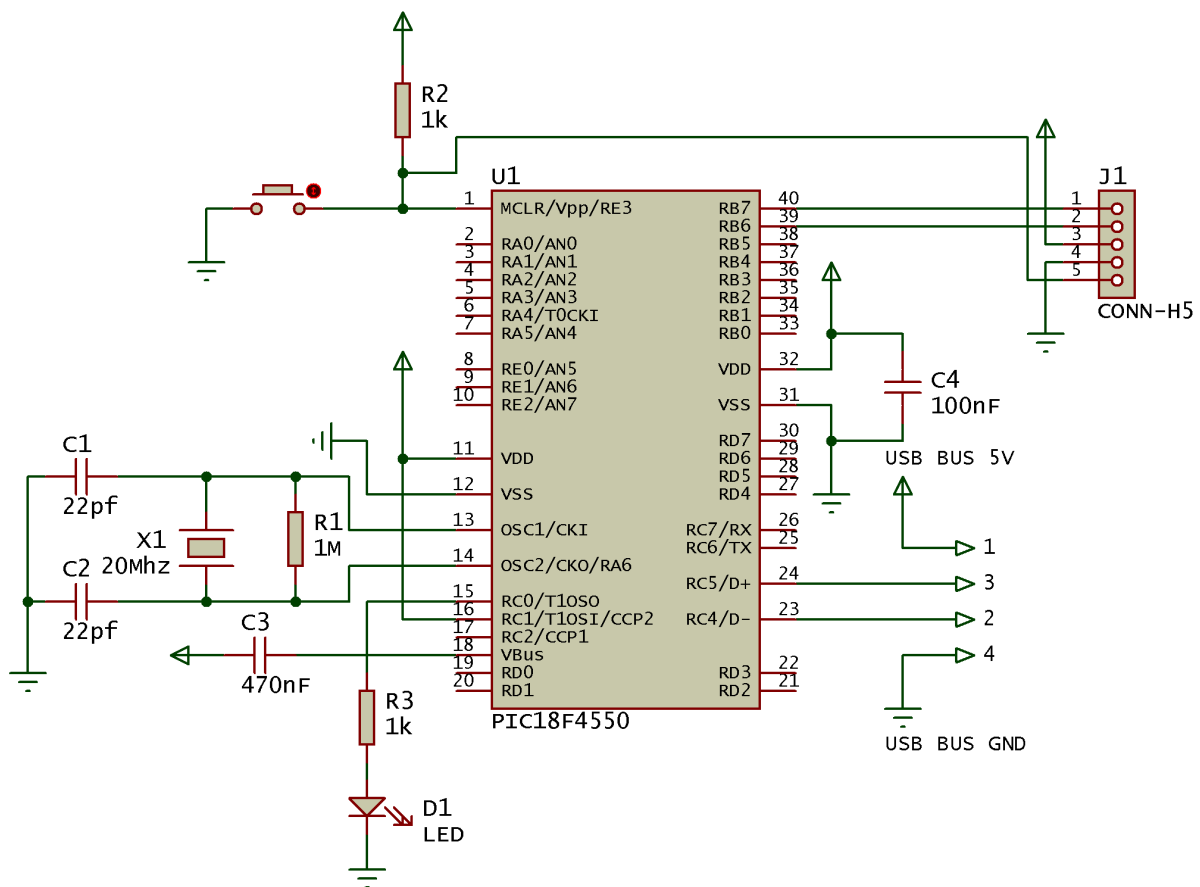 R2
1k
U1
J1
1
MCLR/Vpp/RE3
2
RA0/AN0
3
RA1/AN1
4
RA2/AN2
5
RA3/AN3
6
RA4/T0CKI
7
RA5/AN4
8
RE0/AN5
9
RE1/AN6
10
RE2/AN7
11
VDD
12
VSS
13
OSC1/CKI
14
OSC2/CKO/RA6
15
RC0/T1OSO
16
RC1/T1OSI/CCP2
17
RC2/CCP1
18
VBus
19
RD0
20
RD1
RB7
40
RB6
39
RB5
38
RB4
37
RB3
36
RB2
35
RB1
34
RB0
33
VDD
32
VSS
31
RD7
30
RD6
29
RD5
28
RD4
27
RC7/RX
26
RC6/TX
25
RC5/D+
24
RC4/D-
23
RD3
22
RD2
21
PIC18F4550
1
2
3
4
5
CONN-H5
C4
100nF
USB BUS 5V
1
3
2
4
USB BUS GND
C1
22pf
X1
20Mhz
R1
1M
C2
22pf
C3
470nF
R3
1k
D1
LED